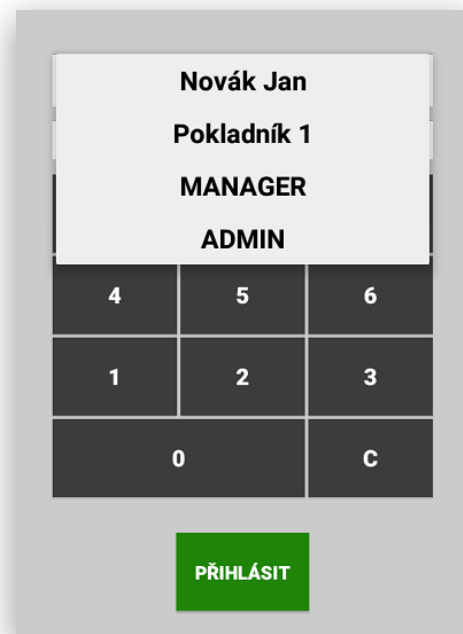 Novák Jan
Pokladník 1
MANAGER
ADMIN
4 5 6
1 2 3
0 C
PŘIHLÁSIT